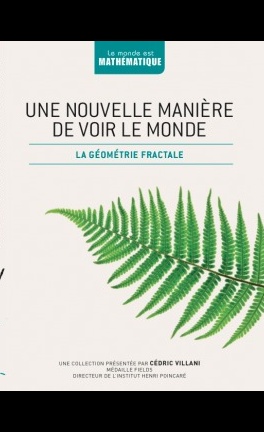 Le monde est
MATHÉMATIQUE
UNE NOUVELLE MANIÈRE
DE VOIR LE MONDE
LA GÉOMÉTRIE FRACTALE
UNE COLLECTION PRÉSENTÉE PAR CÉDRIC VILLANI
MÉDAILLE FIELDS
DIRECTEUR DE L'INSTITUT HENRI POINCARÉ